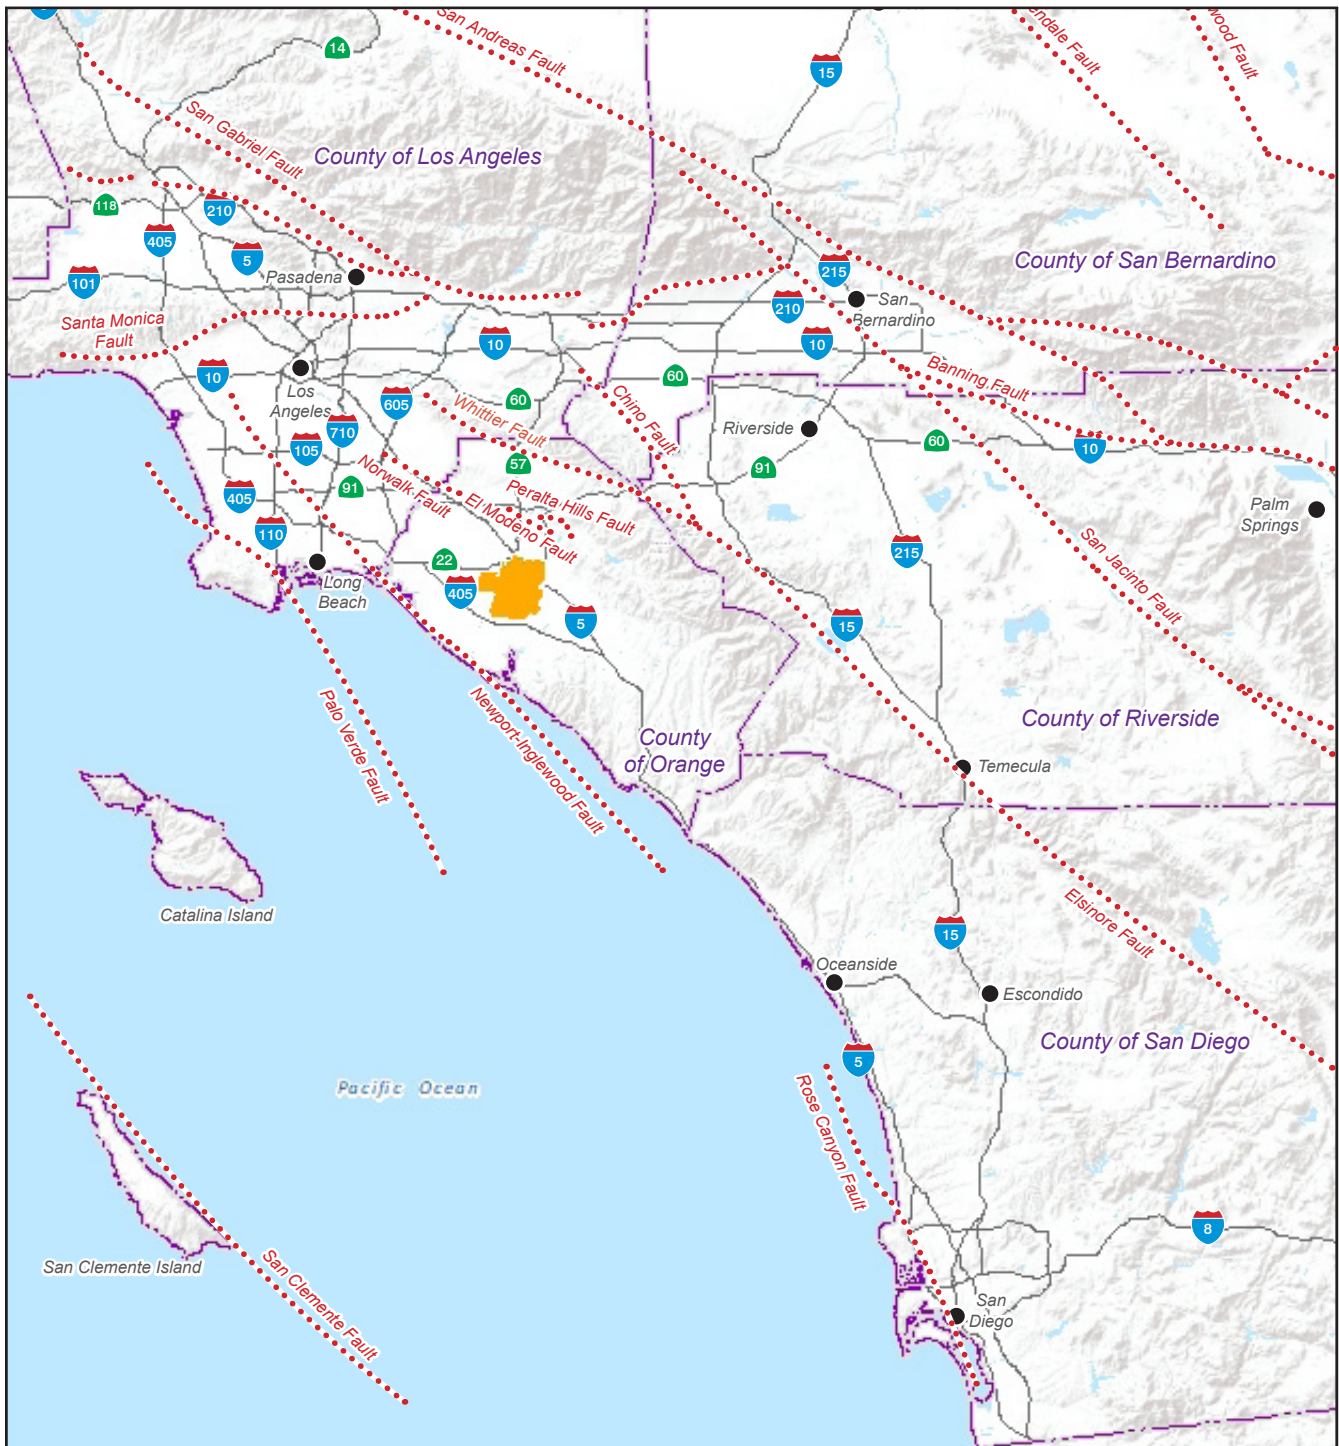 San Andreas Fault
14
15
endale Fault
wood Fault
San Gabriel Fault
County of Los Angeles
118
210
405
5
101
Pasadena
County of San Bernardino
215
210
San
Bernardino
Santa Monica
Fault
10
10
10
Los
Angeles
605
60
60
Banning Fault
Whittier Fault
Chino Fault
710
105
Riverside
60
10
57
91
Norwalk Fault
91
405
Peralta Hills Fault
El Modeno Fault
110
Palm
Springs
San Jacinto Fault
215
22
405
Long
Beach
5
15
Palo Verde Fault
Newport-Inglewood Fault
County
of Orange
County of Riverside
Temecula
Catalina Island
Elsinore Fault
15
Oceanside
Escondido
County of San Diego
5
Pacific Ocean
Rose Canyon Fault
8
San Clemente Island
San Clemente Fault
San
Diego